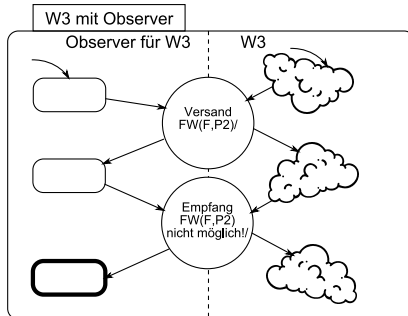 W3 mit Observer
Observer für W3
W3
Versand
FW(F,P2)/
Empfang
FW(F,P2)
nicht möglich!/